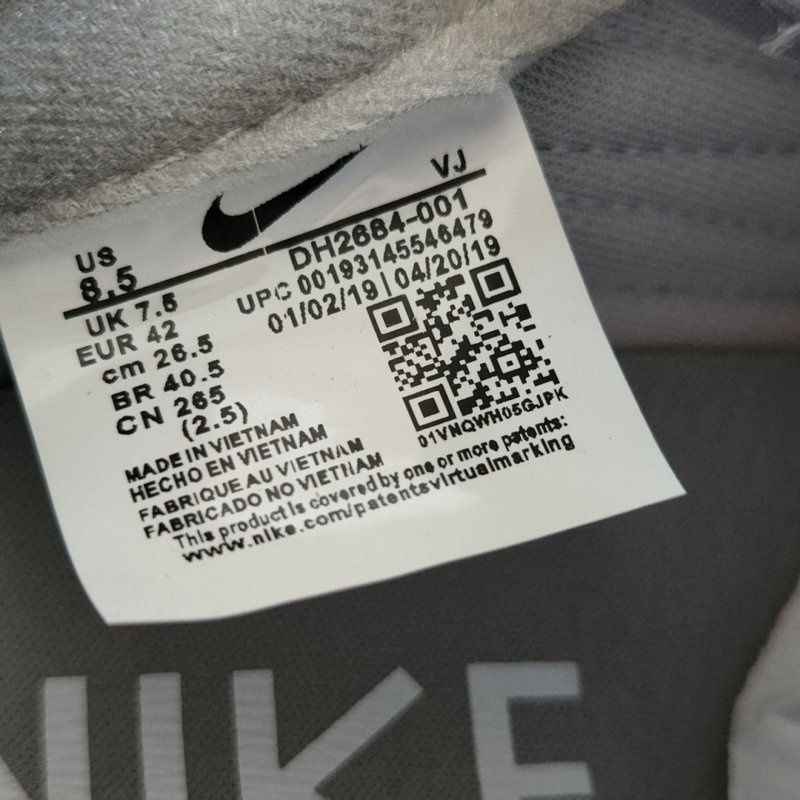 VJ
US
8.5
DH2684-001
UK 7.5
UPC 00193145546479
EUR 42
01/02/19 | 04/20/19
cm 26.5
BR 40.5
CN 265
(2.5)
01VNQWH05GJPK
MADE IN VIETNAM
HECHO EN VIETNAM
FABRIQUE AU VIETNAM
FABRICADO NO VIETNAM
This product is covered by one or more patents:
www.nike.com/patentsvirtualmarking
NIKE